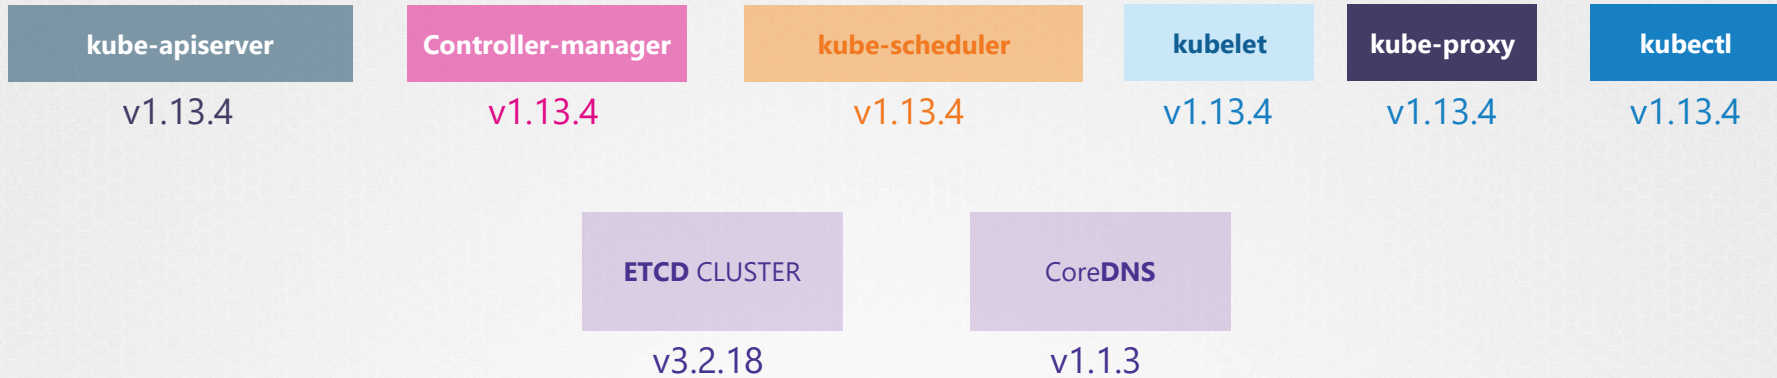 kube-apiserver Controller-manager kube-scheduler kubelet kube-proxy kubectl
v1.13.4 v1.13.4 v1.13.4 v1.13.4 v1.13.4 v1.13.4
ETCD CLUSTER CoreDNS
v3.2.18 v1.1.3